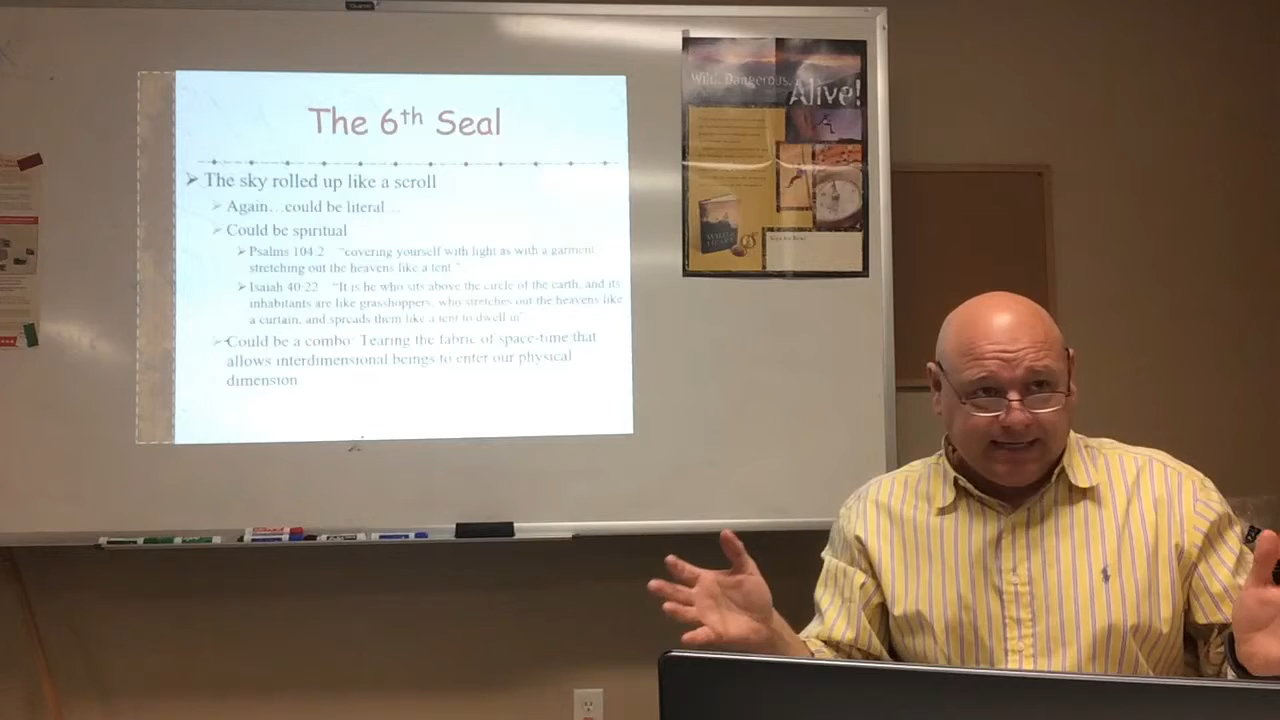 The 6th Seal
➢ The sky rolled up like a scroll
➢ Again…could be literal…
➢ Could be spiritual
➢ Psalms 104:2 "covering yourself with light as with a garment
stretching out the heavens like a tent "
➢ Isaiah 40:22 "It is he who sits above the circle of the earth, and its
inhabitants are like grasshoppers; who stretches out the heavens like
a curtain, and spreads them like a tent to dwell in"
➢ Could be a combo: Tearing the fabric of space-time that
allows interdimensional beings to enter our physical
dimension
Wild. Dangerous.
Alive!